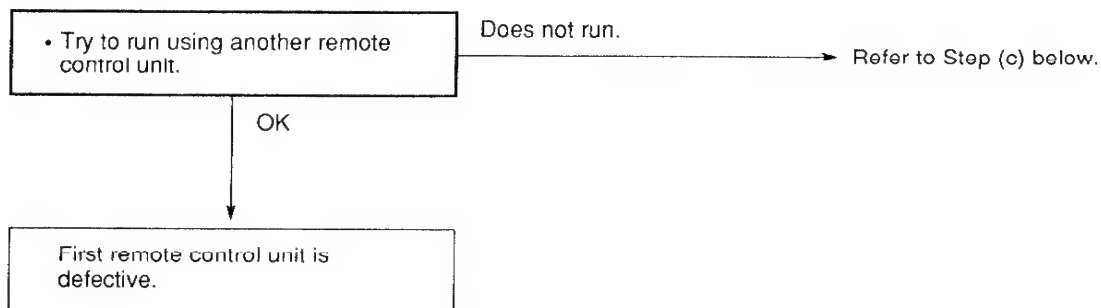 • Try to run using another remote
control unit.
Does not run.
Refer to Step (c) below.
OK
First remote control unit is
defective.